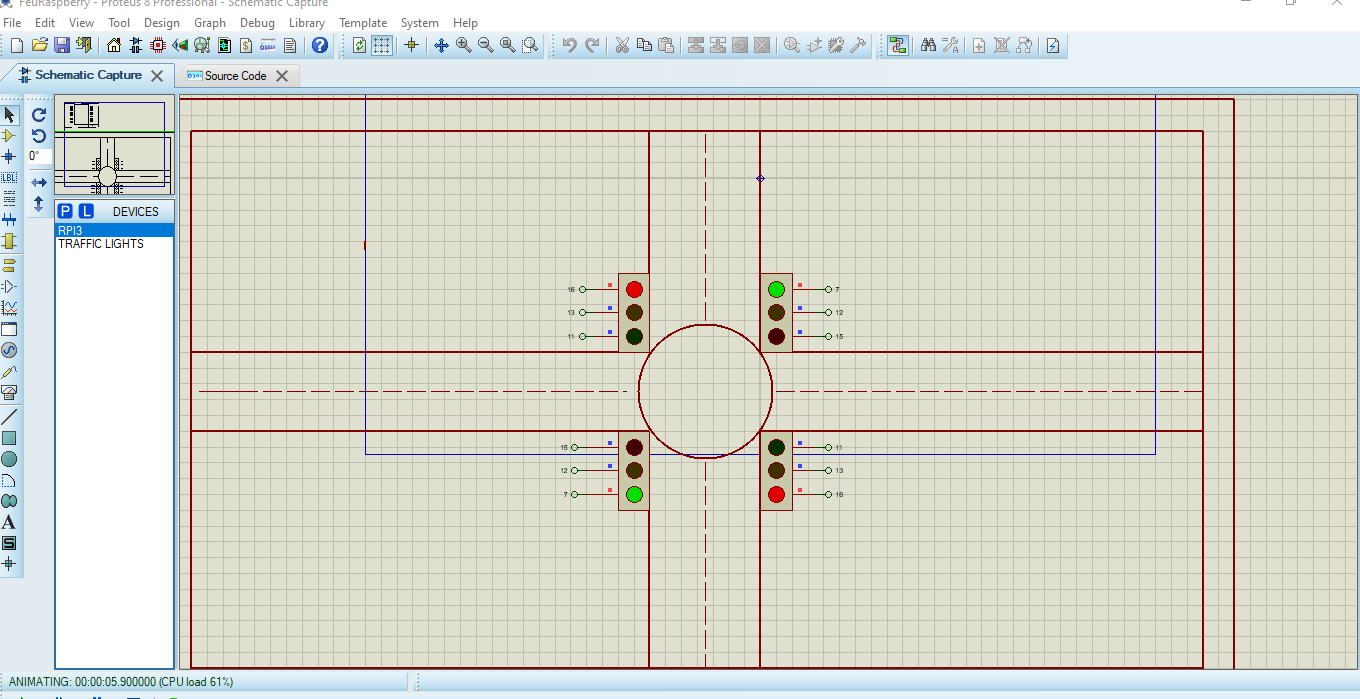 FeuRaspberry - Proteus 8 Professional - Schematic Capture
File Edit View Tool Design Graph Debug Library Template System Help
Schematic Capture
Source Code
0°
LBL
P L DEVICES
RPI3
TRAFFIC LIGHTS
A
S
16 7
13 12
11 15
15 11
12 13
7 16
ANIMATING: 00:00:05.900000 (CPU load 61%)